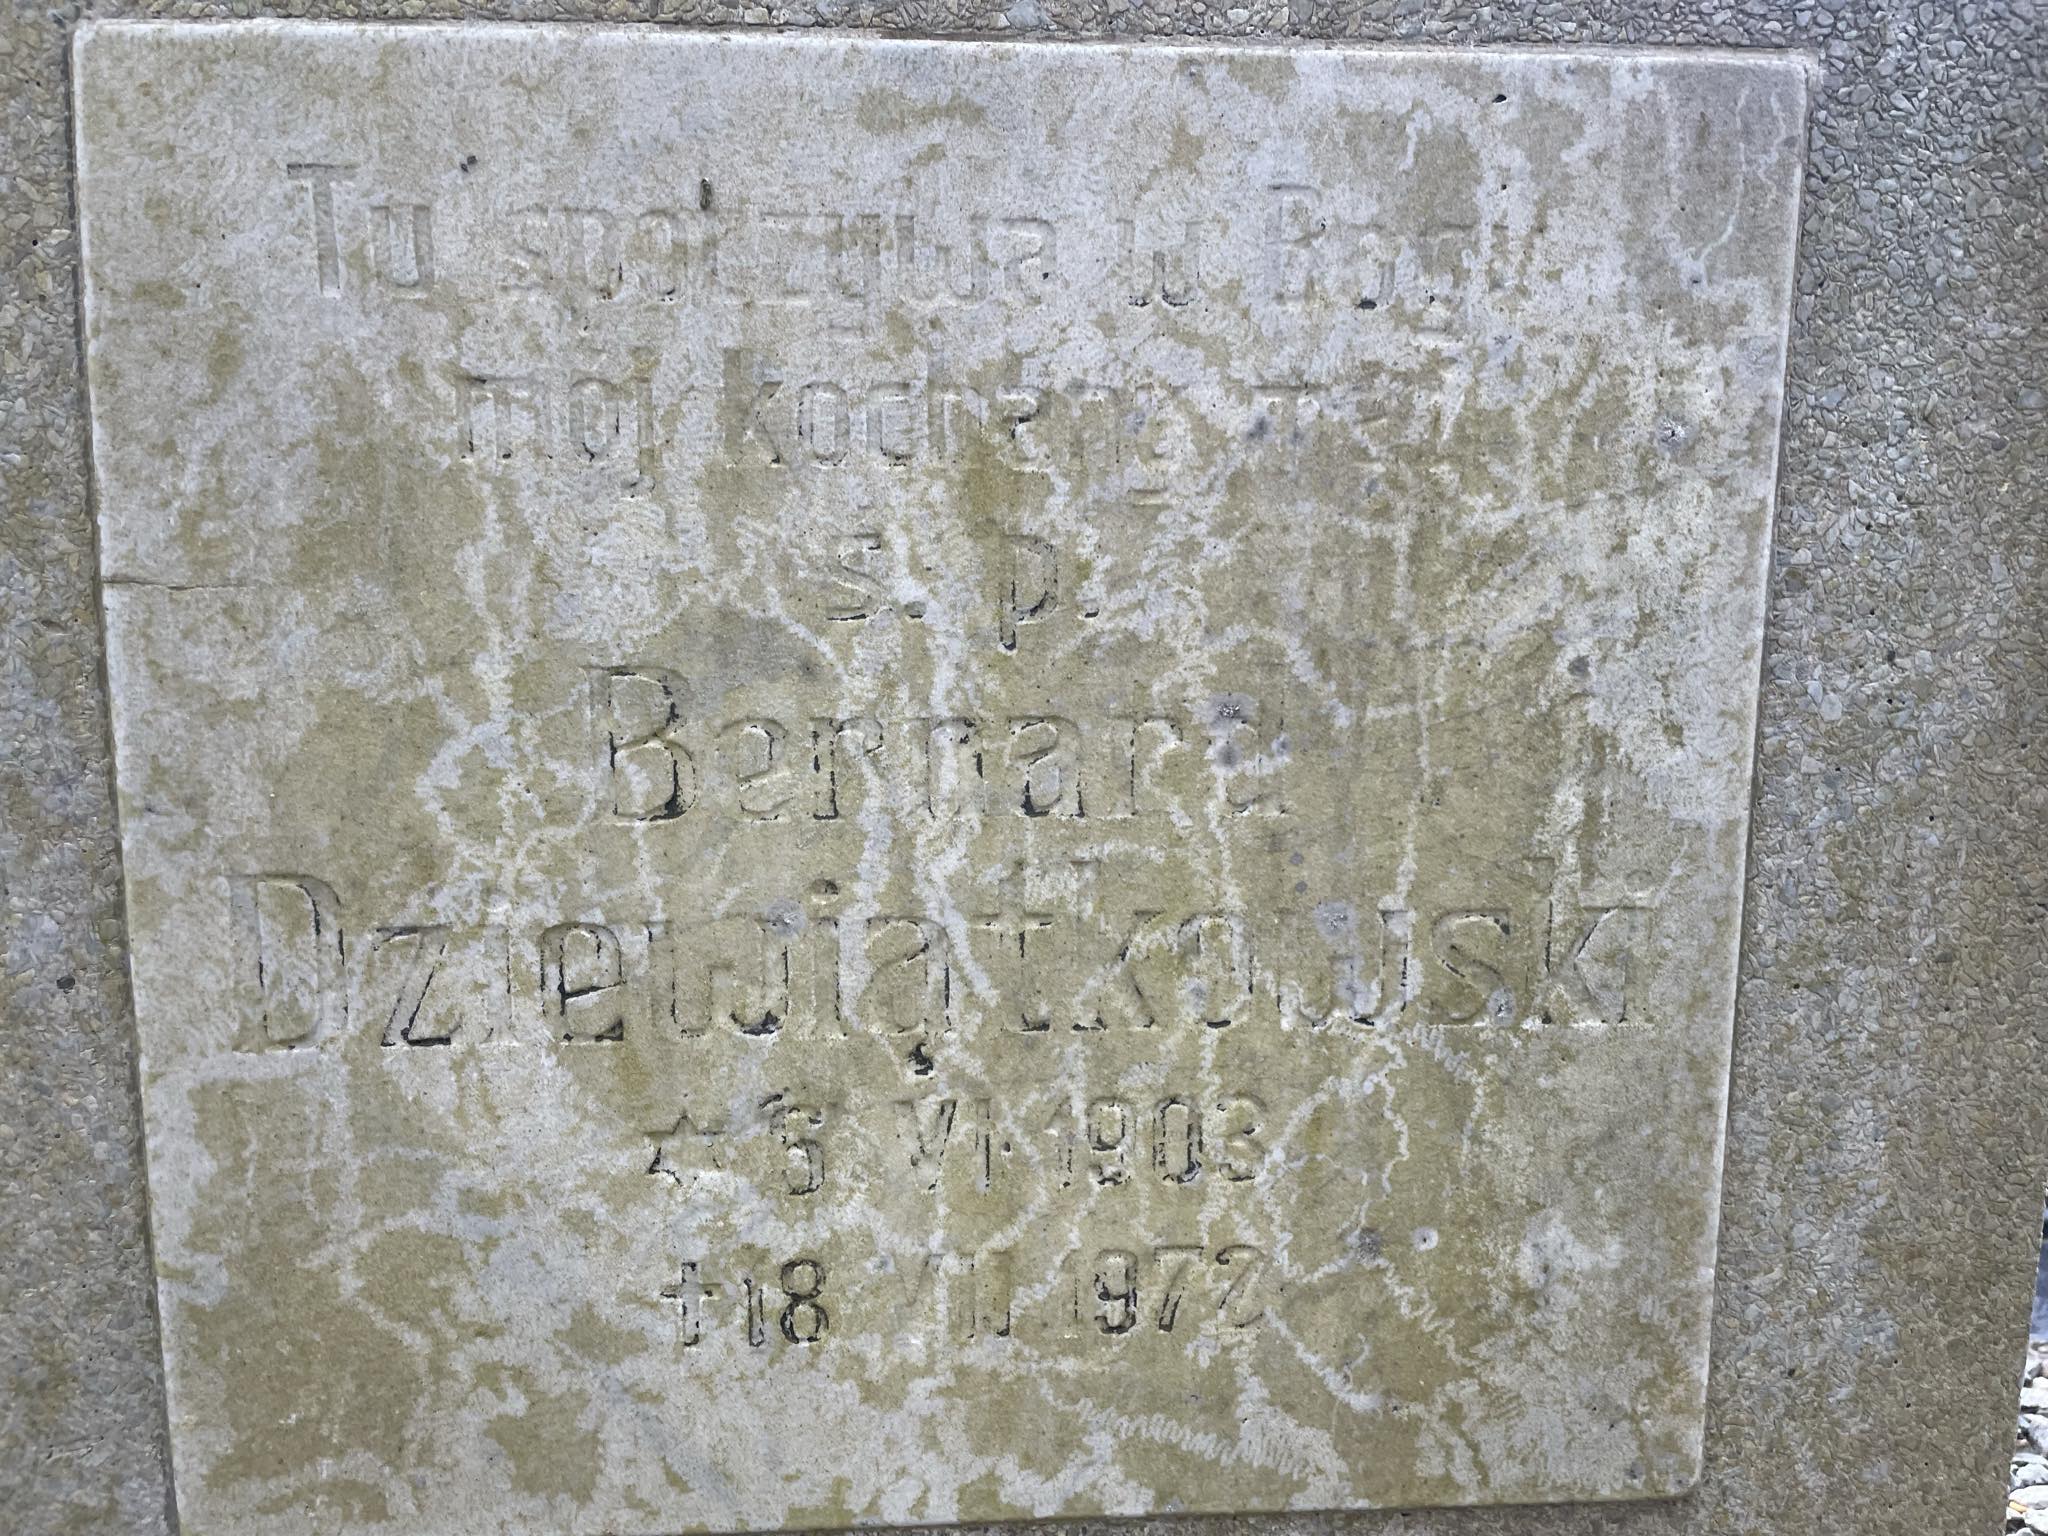 Tu spoczywa w Bogu
mój kochany mąż
ś. p.
Bernard
Dziewiątkowski
* 6 VI. 1903
† 18 VII. 1972